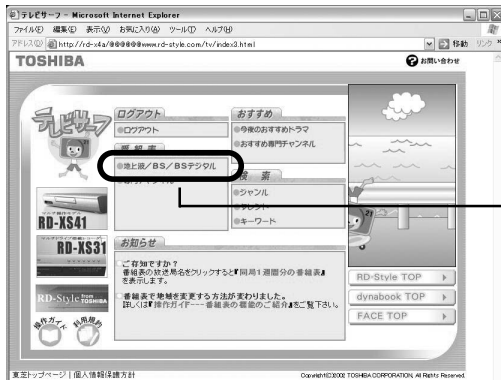 テレビサーフ - Microsoft Internet Explorer
ファイル(F) 編集(E) 表示(V) お気に入り(A) ツール(T) ヘルプ(H)
アドレス(D) http://rd-x4a/@@@@@@www.rd-style.com/tv/index3.html 移動 リンク »
TOSHIBA
お問い合わせ
テレビサーフ
ログアウト
ログアウト
番組表
地上波/BS/BSデジタル
おすすめ
今夜のおすすめドラマ
おすすめ専門チャンネル
検 索
ジャンル
タレント
キーワード
RD-XS41
RD-XS31
RD-Style from TOSHIBA
操作ガイド
利用規約
お知らせ
ご存知ですか?
番組表の放送局名をクリックすると『同局1週間分の番組表』
を表示します。
番組表で地域を変更する方法が変わりました。
詳しくは『操作ガイド---番組表の機能のご紹介』をご覧下さい。
RD-Style TOP
dynabook TOP
FACE TOP
東芝トップページ | 個人情報保護方針
Copyright(C)2002 TOSHIBA CORPORATION, All Rights Reserved.